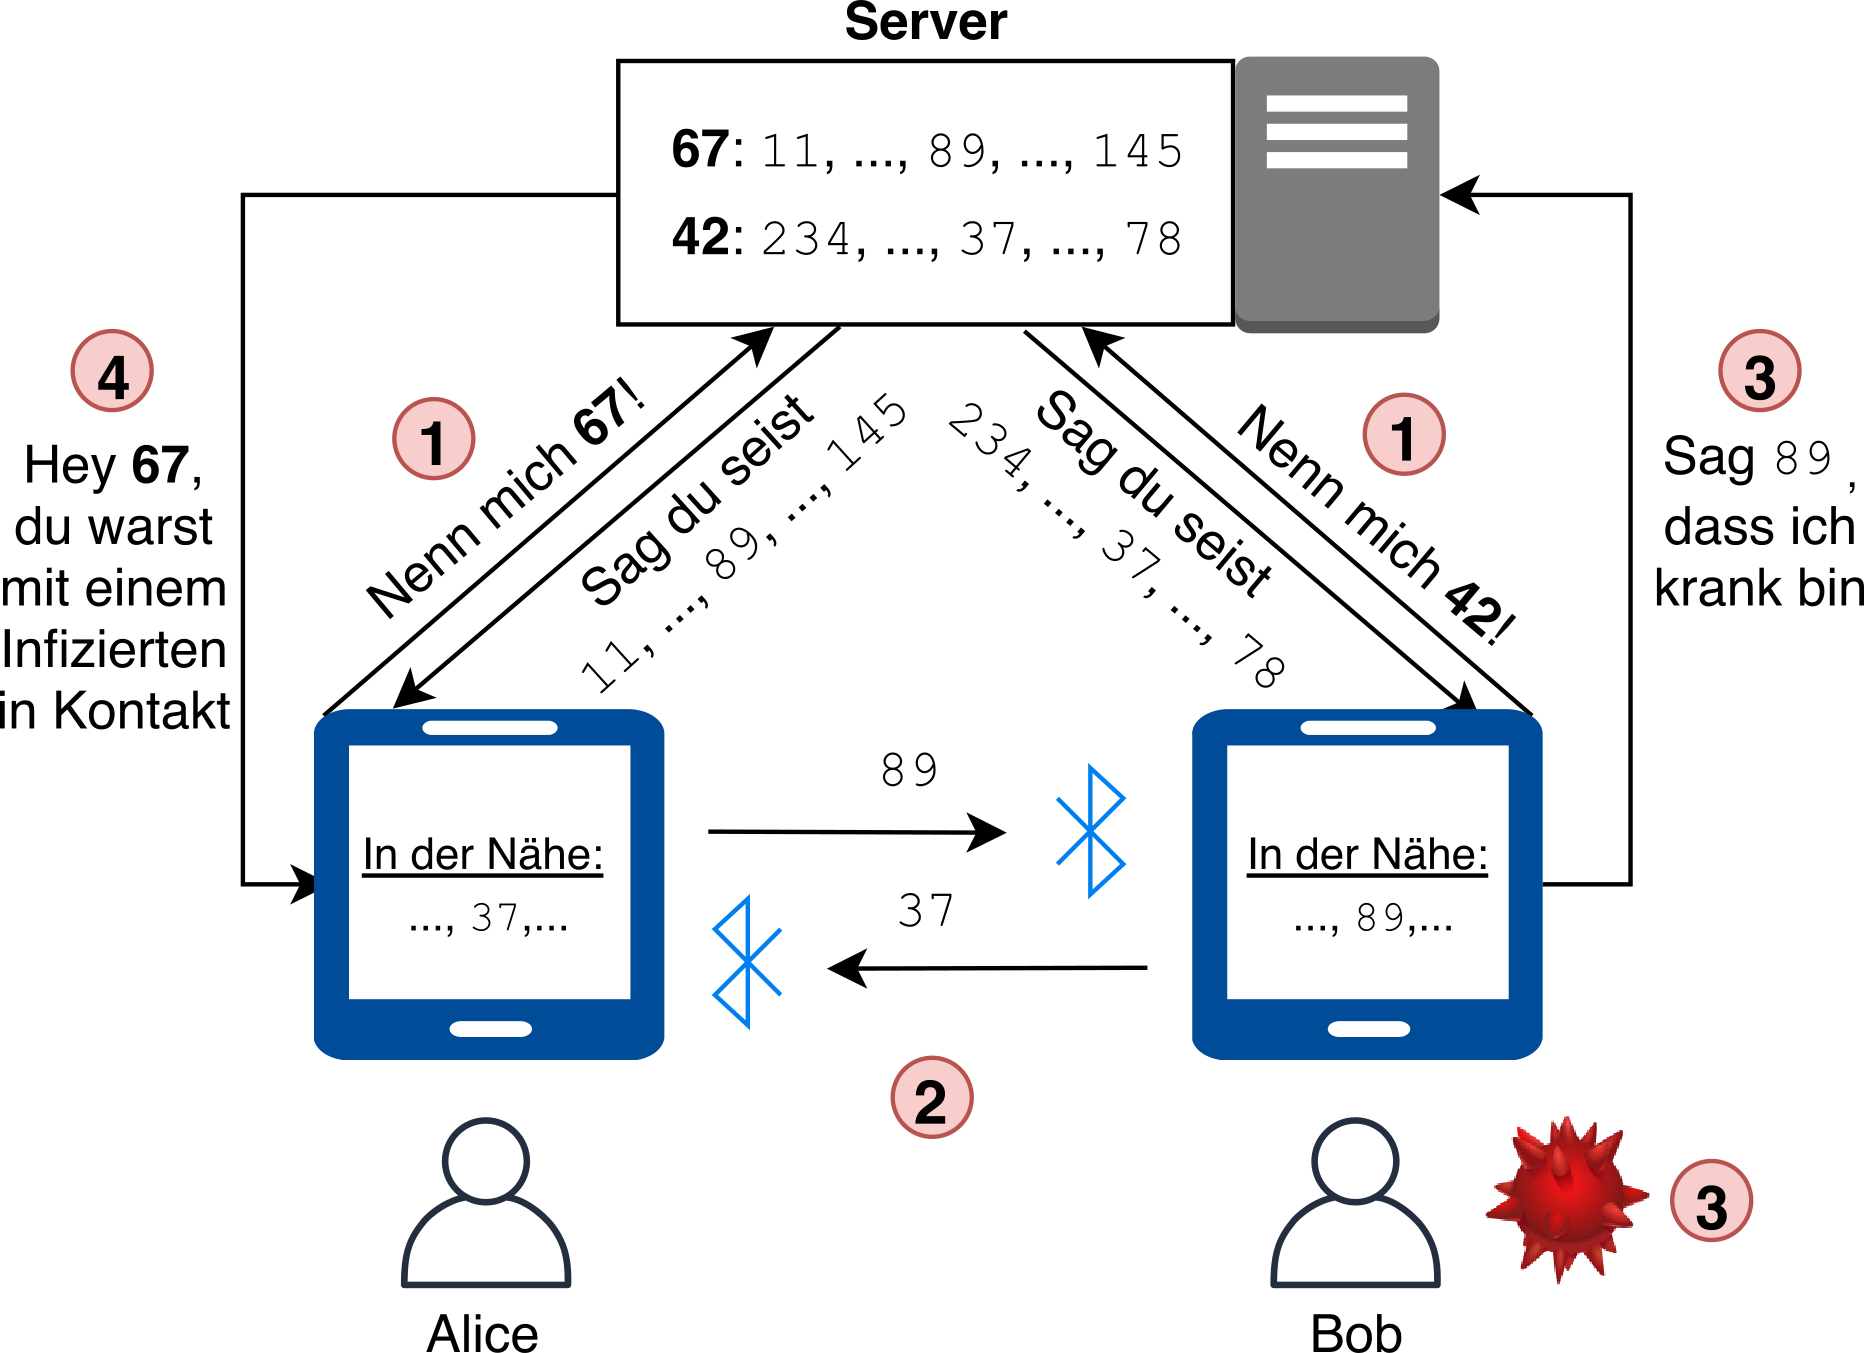 Server
67: 11, ..., 89, ..., 145
42: 234, ..., 37, ..., 78
4
Hey 67,
du warst
mit einem
Infizierten
in Kontakt
1
Nenn mich 67!
Sag du seist
11, ..., 89, ..., 145
1
Nenn mich 42!
Sag du seist
234, ..., 37, ..., 78
3
Sag 89,
dass ich
krank bin
In der Nähe:
..., 37,...
89
37
In der Nähe:
..., 89,...
2
3
Alice
Bob